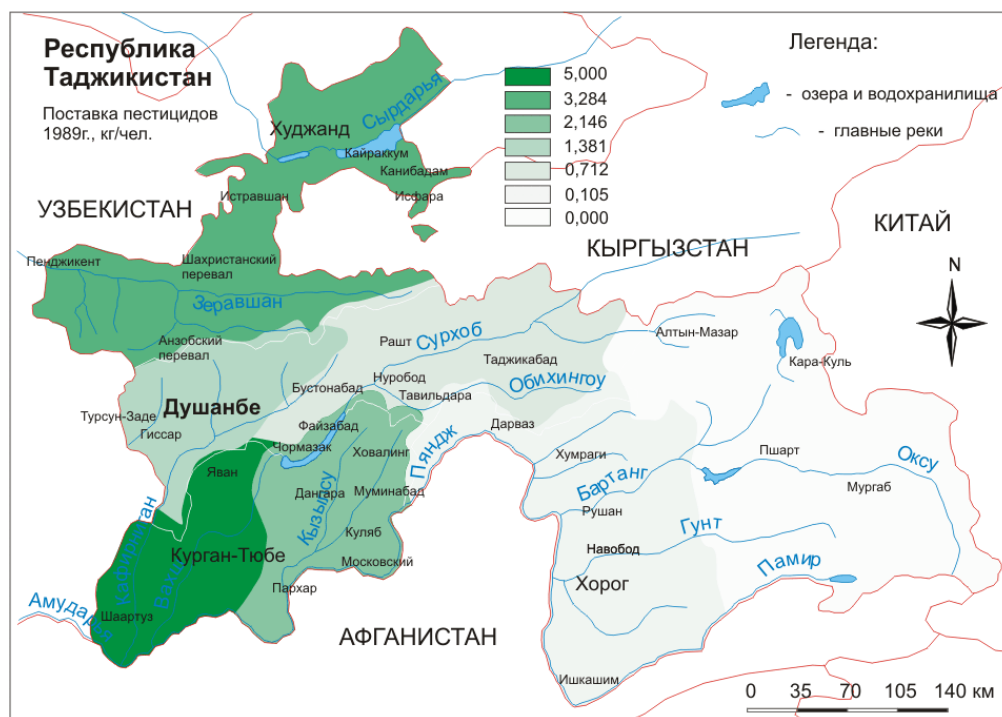 Республика
Таджикистан
Поставка пестицидов
1989г., кг/чел.
Легенда:
- озера и водохранилища
- главные реки
5,000
3,284
2,146
1,381
0,712
0,105
0,000
Худжанд
Сырдарья
Кайраккум
Канибадам
Исфара
Истравшан
УЗБЕКИСТАН
КЫРГЫЗСТАН
КИТАЙ
N
Пенджикент
Шахристанский
перевал
Зеравшан
Анзобский
перевал
Рашт
Сурхоб
Таджикабад
Алтын-Мазар
Кара-Куль
Бустонабад
Нуробод
Тавильдара
Обихингоу
Турсун-Заде
Душанбе
Гиссар
Файзабад
Чормазак
Дарваз
Ховалинг
Пяндж
Хумраги
Пшарт
Оксу
Яван
Дангара
Муминабад
Кызылсу
Бартанг
Рушан
Мургаб
Кафирниган
Курган-Тюбе
Вахш
Куляб
Московский
Гунт
Навобод
Хорог
Памир
Пархар
Амударья
Шаартуз
АФГАНИСТАН
Ишкашим
0 35 70 105 140 км